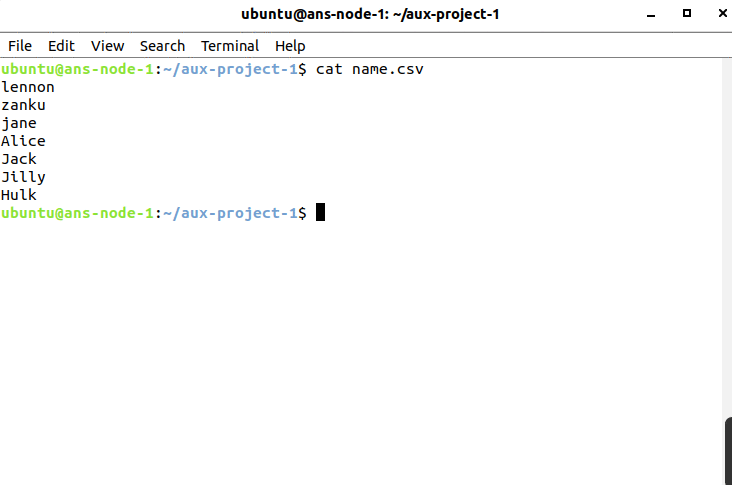 ubuntu@ans-node-1: ~/aux-project-1
File Edit View Search Terminal Help
ubuntu@ans-node-1:~/aux-project-1$ cat name.csv
lennon
zanku
jane
Alice
Jack
Jilly
Hulk
ubuntu@ans-node-1:~/aux-project-1$